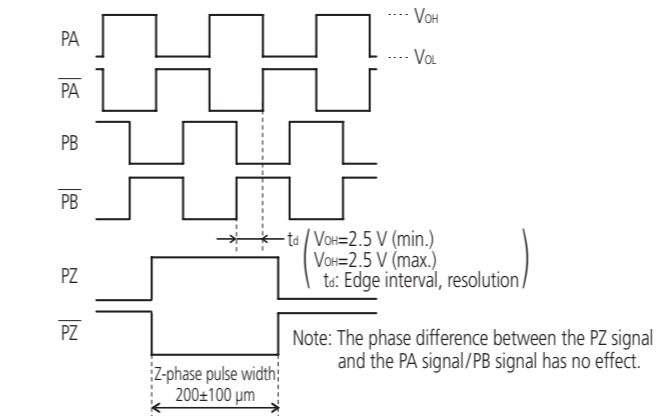 PA
VOH
VOL
PA
PB
PB
td
VOH=2.5 V (min.)
VOH=2.5 V (max.)
td: Edge interval, resolution
PZ
PZ
Note: The phase difference between the PZ signal
and the PA signal/PB signal has no effect.
Z-phase pulse width
200±100 μm